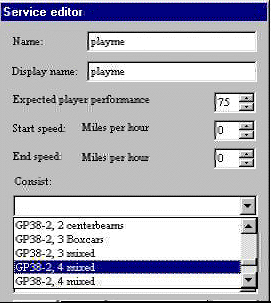 Service editor
Name: playme
Display name: playme
Expected player performance 75
Start speed: Miles per hour 0
End speed: Miles per hour 0
Consist:
GP38-2, 2 centerbeams
GP38-2, 3 Boxcars
GP38-2, 3 mixed
GP38-2, 4 mixed
GP38-2, 4 mixed